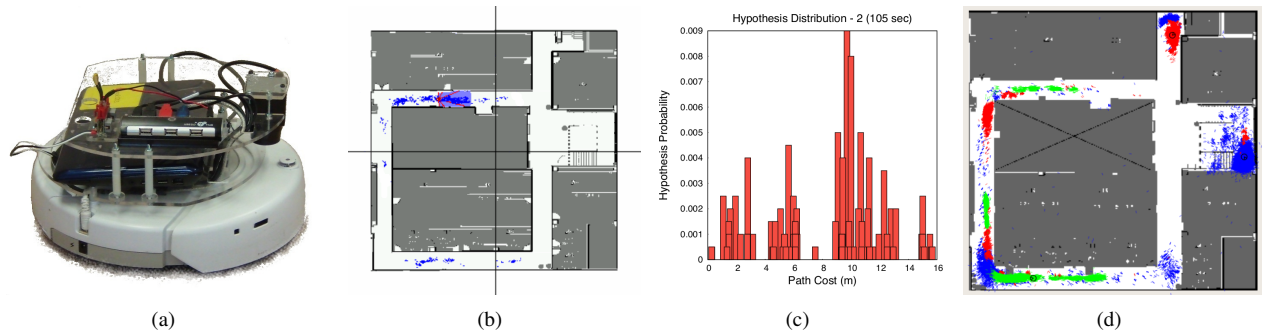 Hypothesis Distribution - 2 (105 sec)
0.009
0.008
0.007
0.006
0.005
0.004
0.003
0.002
0.001
0
Hypothesis Probability
0 2 4 6 8 10 12 14 16
Path Cost (m)
(a) (b) (c) (d)